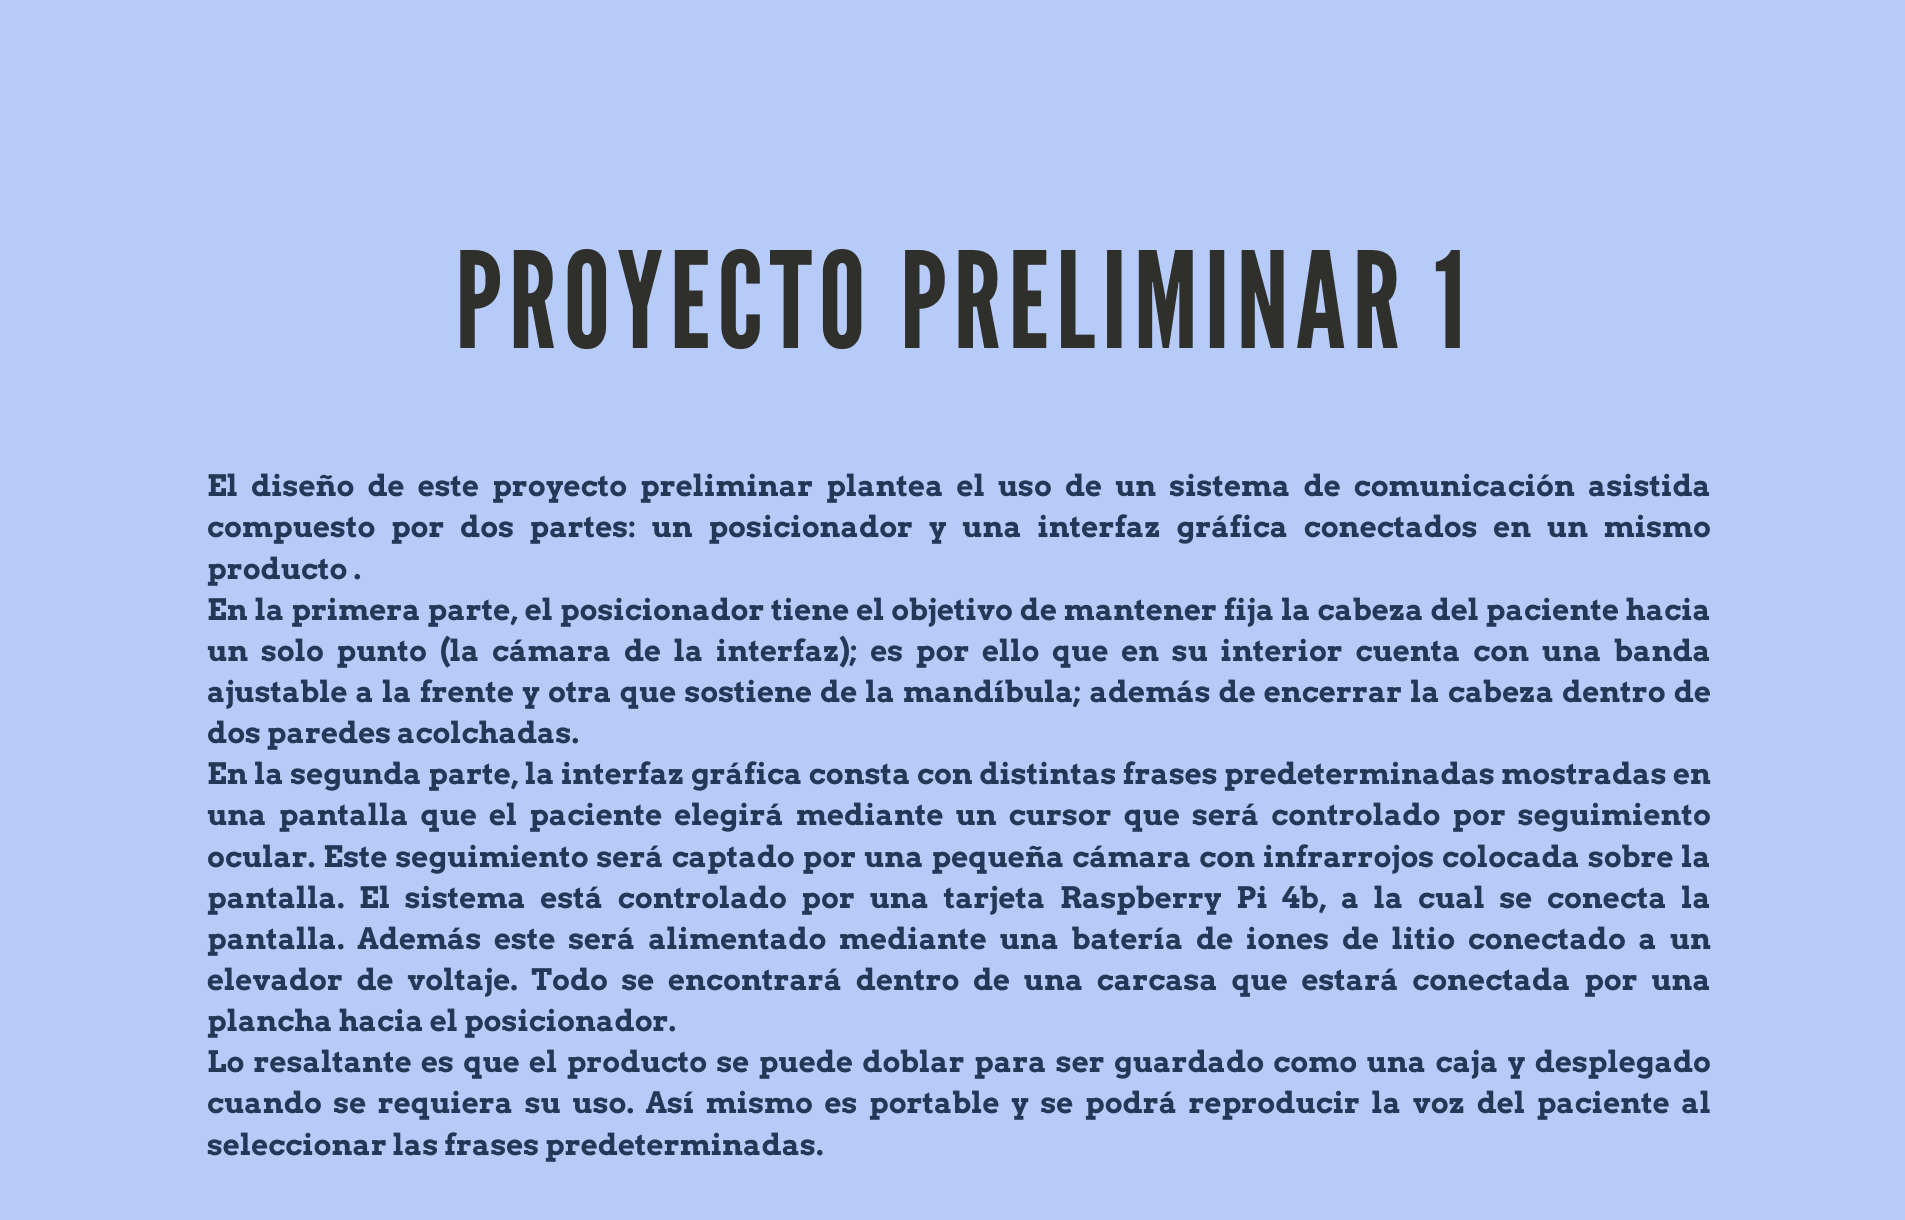 PROYECTO PRELIMINAR 1
El diseño de este proyecto preliminar plantea el uso de un sistema de comunicación asistida
compuesto por dos partes: un posicionador y una interfaz gráfica conectados en un mismo
producto .
En la primera parte, el posicionador tiene el objetivo de mantener fija la cabeza del paciente hacia
un solo punto (la cámara de la interfaz); es por ello que en su interior cuenta con una banda
ajustable a la frente y otra que sostiene de la mandíbula; además de encerrar la cabeza dentro de
dos paredes acolchadas.
En la segunda parte, la interfaz gráfica consta con distintas frases predeterminadas mostradas en
una pantalla que el paciente elegirá mediante un cursor que será controlado por seguimiento
ocular. Este seguimiento será captado por una pequeña cámara con infrarrojos colocada sobre la
pantalla. El sistema está controlado por una tarjeta Raspberry Pi 4b, a la cual se conecta la
pantalla. Además este será alimentado mediante una batería de iones de litio conectado a un
elevador de voltaje. Todo se encontrará dentro de una carcasa que estará conectada por una
plancha hacia el posicionador.
Lo resaltante es que el producto se puede doblar para ser guardado como una caja y desplegado
cuando se requiera su uso. Así mismo es portable y se podrá reproducir la voz del paciente al
seleccionar las frases predeterminadas.